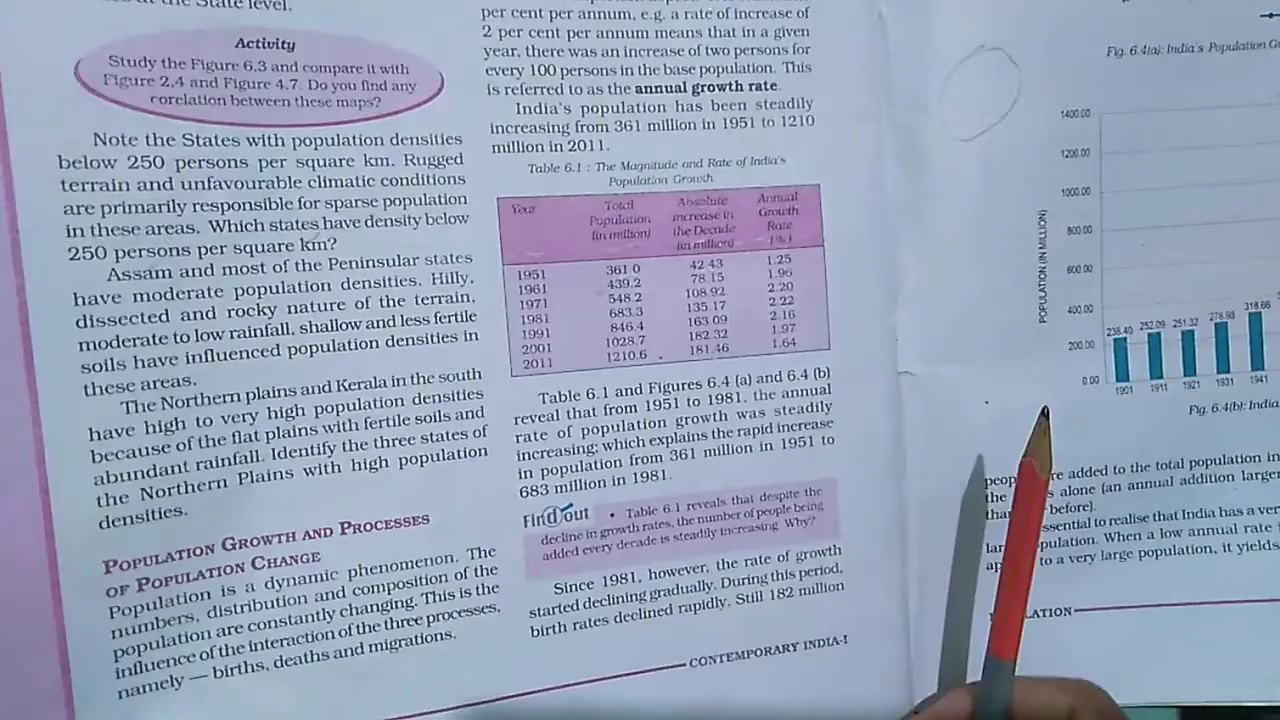 the State level.
Activity
Study the Figure 6.3 and compare it with
Figure 2.4 and Figure 4.7. Do you find any
corelation between these maps?
Note the States with population densities
below 250 persons per square km. Rugged
terrain and unfavourable climatic conditions
are primarily responsible for sparse population
in these areas. Which states have density below
250 persons per square km?
Assam and most of the Peninsular states
have moderate population densities. Hilly,
dissected and rocky nature of the terrain,
moderate to low rainfall, shallow and less fertile
soils have influenced population densities in
these areas.
The Northern plains and Kerala in the south
have high to very high population densities
because of the flat plains with fertile soils and
abundant rainfall. Identify the three states of
the Northern Plains with high population
densities.
POPULATION GROWTH AND PROCESSES
OF POPULATION CHANGE
Population is a dynamic phenomenon. The
numbers, distribution and composition of the
population are constantly changing. This is the
influence of the interaction of the three processes,
namely — births, deaths and migrations.
per cent per annum, e.g. a rate of increase of
2 per cent per annum means that in a given
year, there was an increase of two persons for
every 100 persons in the base population. This
is referred to as the annual growth rate.
India's population has been steadily
increasing from 361 million in 1951 to 1210
million in 2011.
Table 6.1 : The Magnitude and Rate of India's
Population Growth
Year Total Population (in million) Absolute increase in the Decade (in million) Annual Growth Rate (%)
1951 361.0 42.43 1.25
1961 439.2 78.15 1.96
1971 548.2 108.92 2.20
1981 683.3 135.17 2.22
1991 846.4 163.09 2.16
2001 1028.7 182.32 1.97
2011 1210.6 181.46 1.64
Table 6.1 and Figures 6.4 (a) and 6.4 (b)
reveal that from 1951 to 1981, the annual
rate of population growth was steadily
increasing; which explains the rapid increase
in population from 361 million in 1951 to
683 million in 1981.
Find out • Table 6.1 reveals that despite the
decline in growth rates, the number of people being
added every decade is steadily increasing. Why?
Since 1981, however, the rate of growth
started declining gradually. During this period,
birth rates declined rapidly. Still 182 million
CONTEMPORARY INDIA-I
Fig. 6.4(a): India's Population
POPULATION (IN MILLION)
1400.00
1200.00
1000.00
800.00
600.00
400.00
200.00
0.00
238.40 252.09 251.32 278.98 318.66
1901 1911 1921 1931 1941
Fig. 6.4(b): India
re added to the total population in
the alone (an annual addition larger
before).
ssential to realise that India has a ver
pulation. When a low annual rate
to a very large population, it yields
LATION